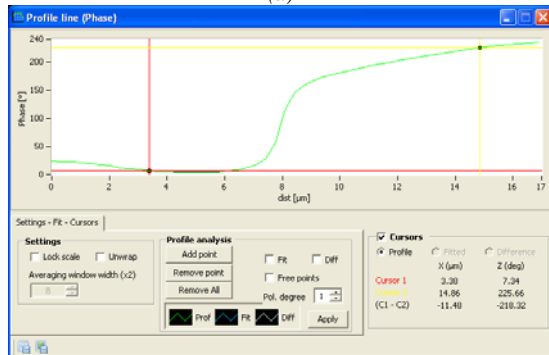 Profile line (Phase)
240
200
150
100
50
0
Phase [°]
0 2 4 6 8 10 12 14 16 17
dst [µm]
Settings - Fit - Cursors
Settings
Lock scale Unwrap
Averaging window width (x2)
8
Profile analysis
Add point
Remove point
Remove All
Fit Diff
Free points
Pol. degree 1
Prof Fit Diff Apply
Cursors
Profile Fitted Difference
X (µm) Z (deg)
Cursor 1 3.38 7.34
14.86 225.66
(C1 - C2) -11.48 -218.32